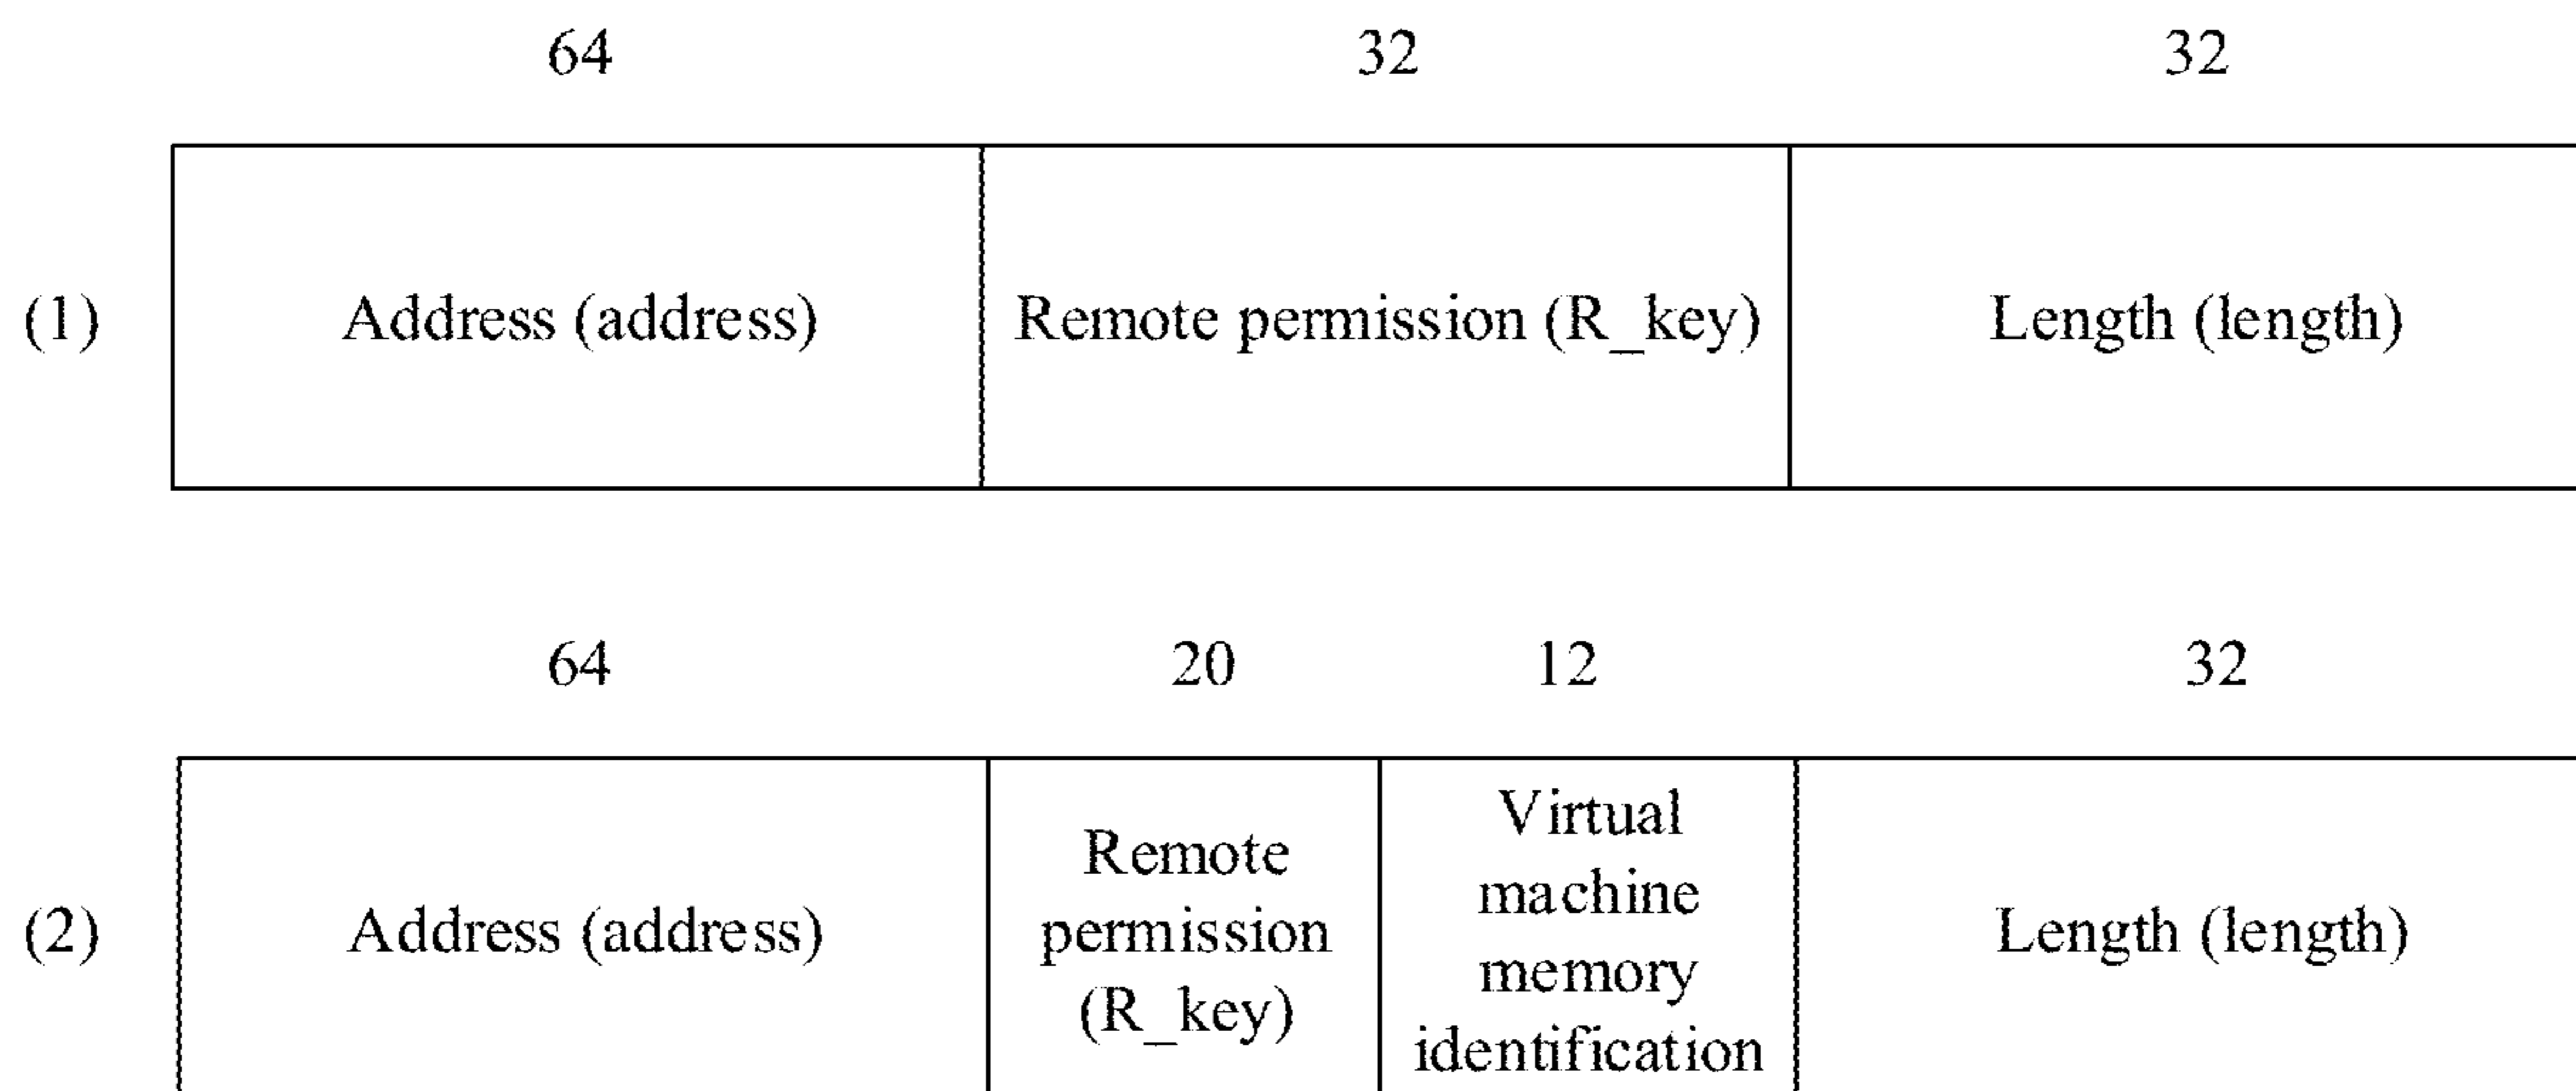 64 32 32
(1) Address (address) Remote permission (R_key) Length (length)
64 20 12 32
(2) Address (address) Remote permission (R_key) Virtual machine memory identification Length (length)